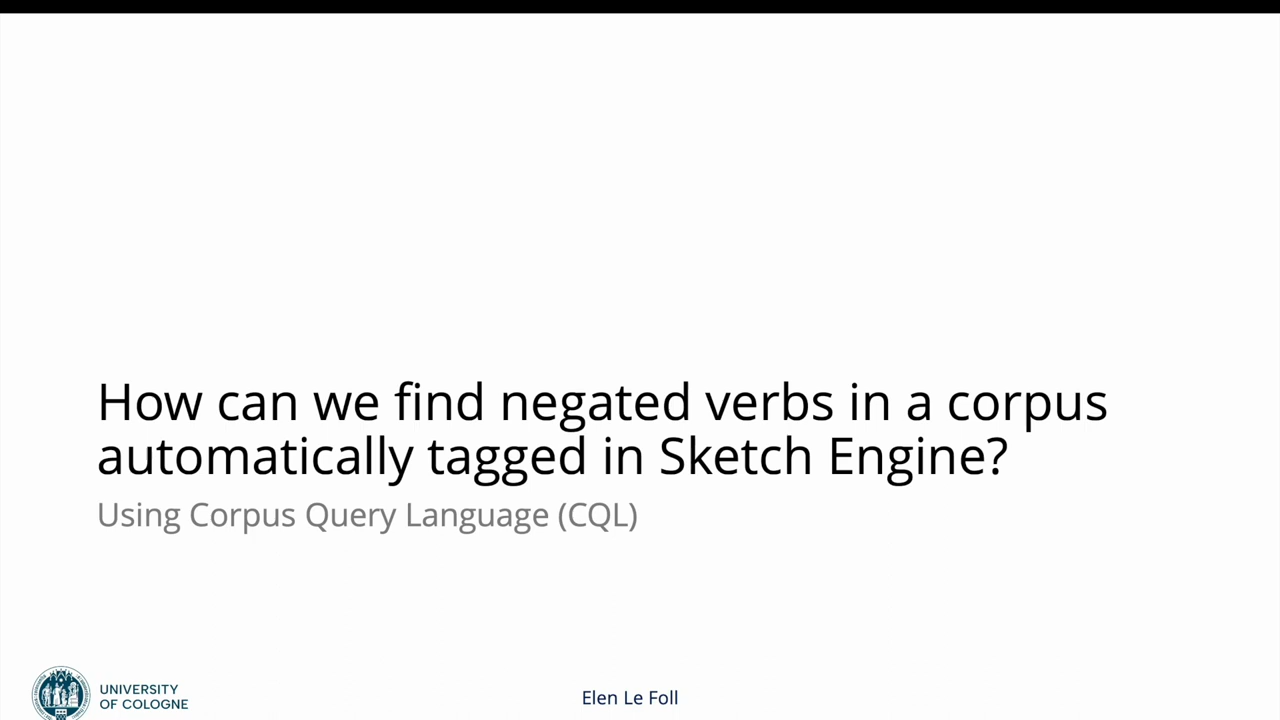 How can we find negated verbs in a corpus
automatically tagged in Sketch Engine?
Using Corpus Query Language (CQL)
UNIVERSITY
OF COLOGNE
Elen Le Foll